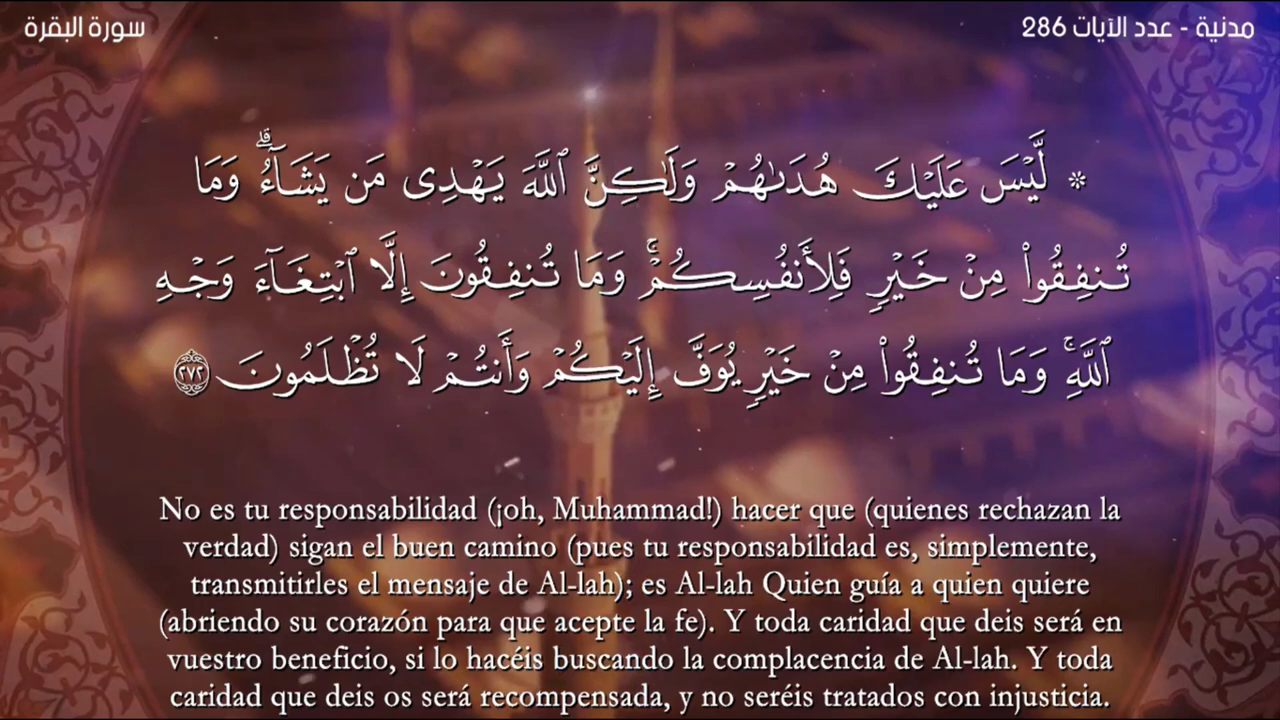 سورة البقرة
مدنية - عدد الآيات 286
۞ لَّيۡسَ عَلَيۡكَ هُدَىٰهُمۡ وَلَٰكِنَّ ٱللَّهَ يَهۡدِي مَن يَشَآءُۗ وَمَا
تُنفِقُواْ مِنۡ خَيۡرٖ فَلِأَنفُسِكُمۡۚ وَمَا تُنفِقُونَ إِلَّا ٱبۡتِغَآءَ وَجۡهِ
ٱللَّهِۚ وَمَا تُنفِقُواْ مِنۡ خَيۡرٖ يُوَفَّ إِلَيۡكُمۡ وَأَنتُمۡ لَا تُظۡلَمُونَ ٢٧٢
No es tu responsabilidad (¡oh, Muhammad!) hacer que (quienes rechazan la
verdad) sigan el buen camino (pues tu responsabilidad es, simplemente,
transmitirles el mensaje de Al-lah); es Al-lah Quien guía a quien quiere
(abriendo su corazón para que acepte la fe). Y toda caridad que deis será en
vuestro beneficio, si lo hacéis buscando la complacencia de Al-lah. Y toda
caridad que deis os será recompensada, y no seréis tratados con injusticia.